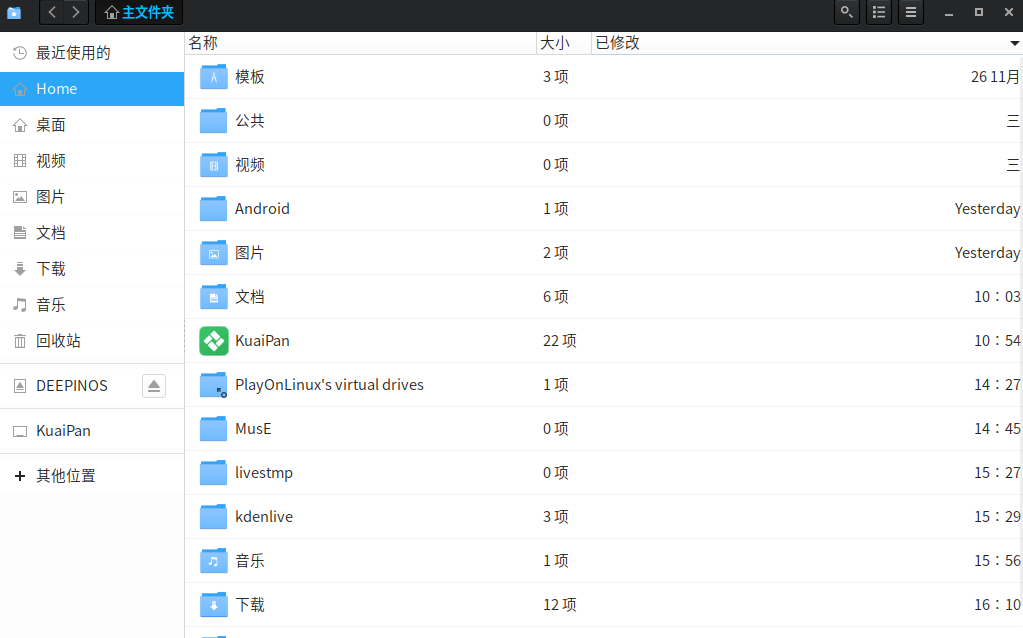 主文件夹
最近使用的
Home
桌面
视频
图片
文档
下载
音乐
回收站
DEEPINOS
KuaiPan
其他位置
名称 大小 已修改
模板 3 项 26 11月
公共 0 项 三
视频 0 项 三
Android 1 项 Yesterday
图片 2 项 Yesterday
文档 6 项 10：03
KuaiPan 22 项 10：54
PlayOnLinux's virtual drives 1 项 14：27
MusE 0 项 14：45
livestmp 0 项 15：27
kdenlive 3 项 15：29
音乐 1 项 15：56
下载 12 项 16：10